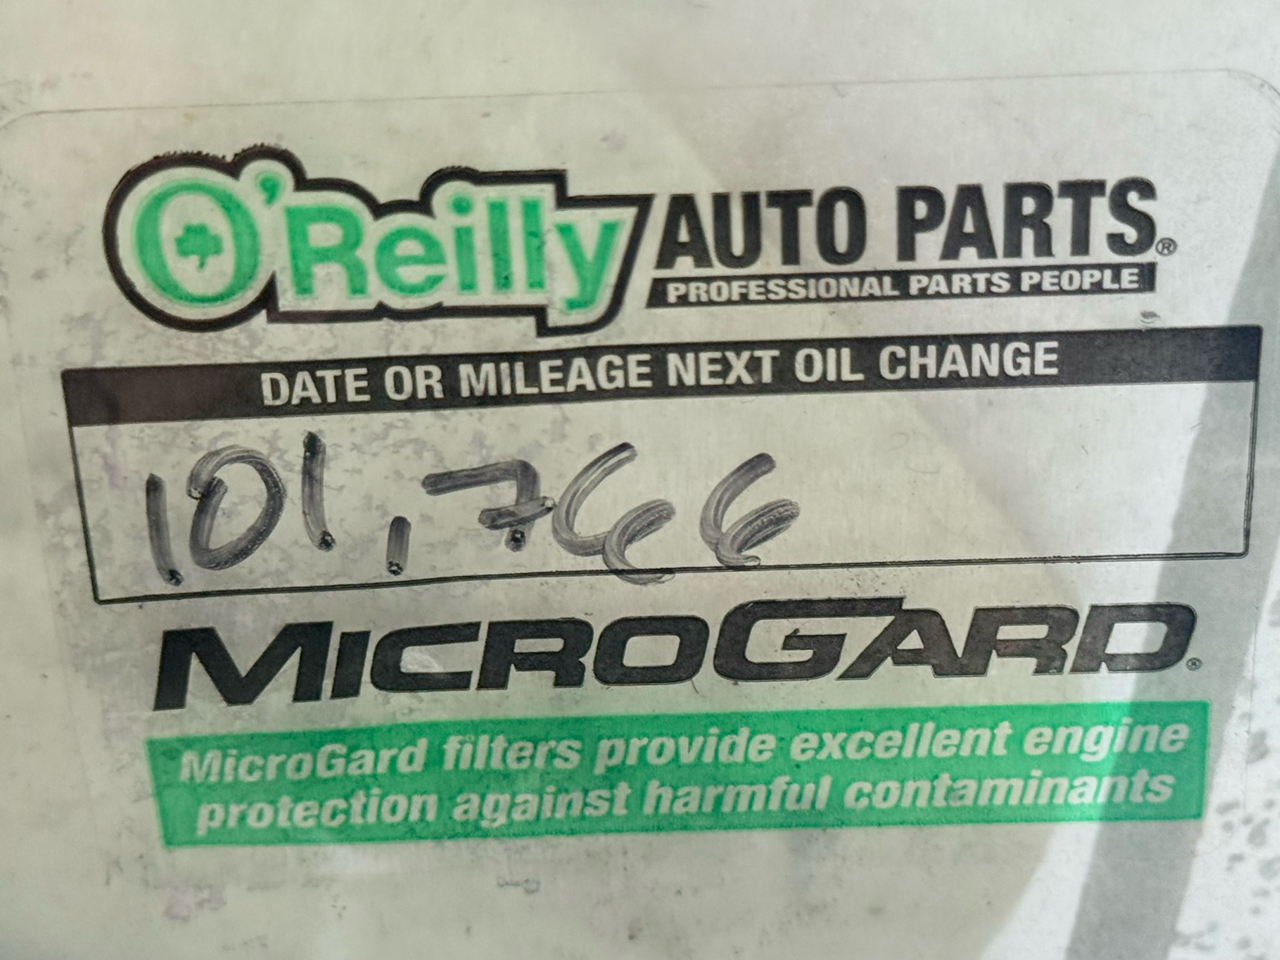 O'Reilly AUTO PARTS®
PROFESSIONAL PARTS PEOPLE
DATE OR MILEAGE NEXT OIL CHANGE
101,766
MICROGARD®
MicroGard filters provide excellent engine
protection against harmful contaminants